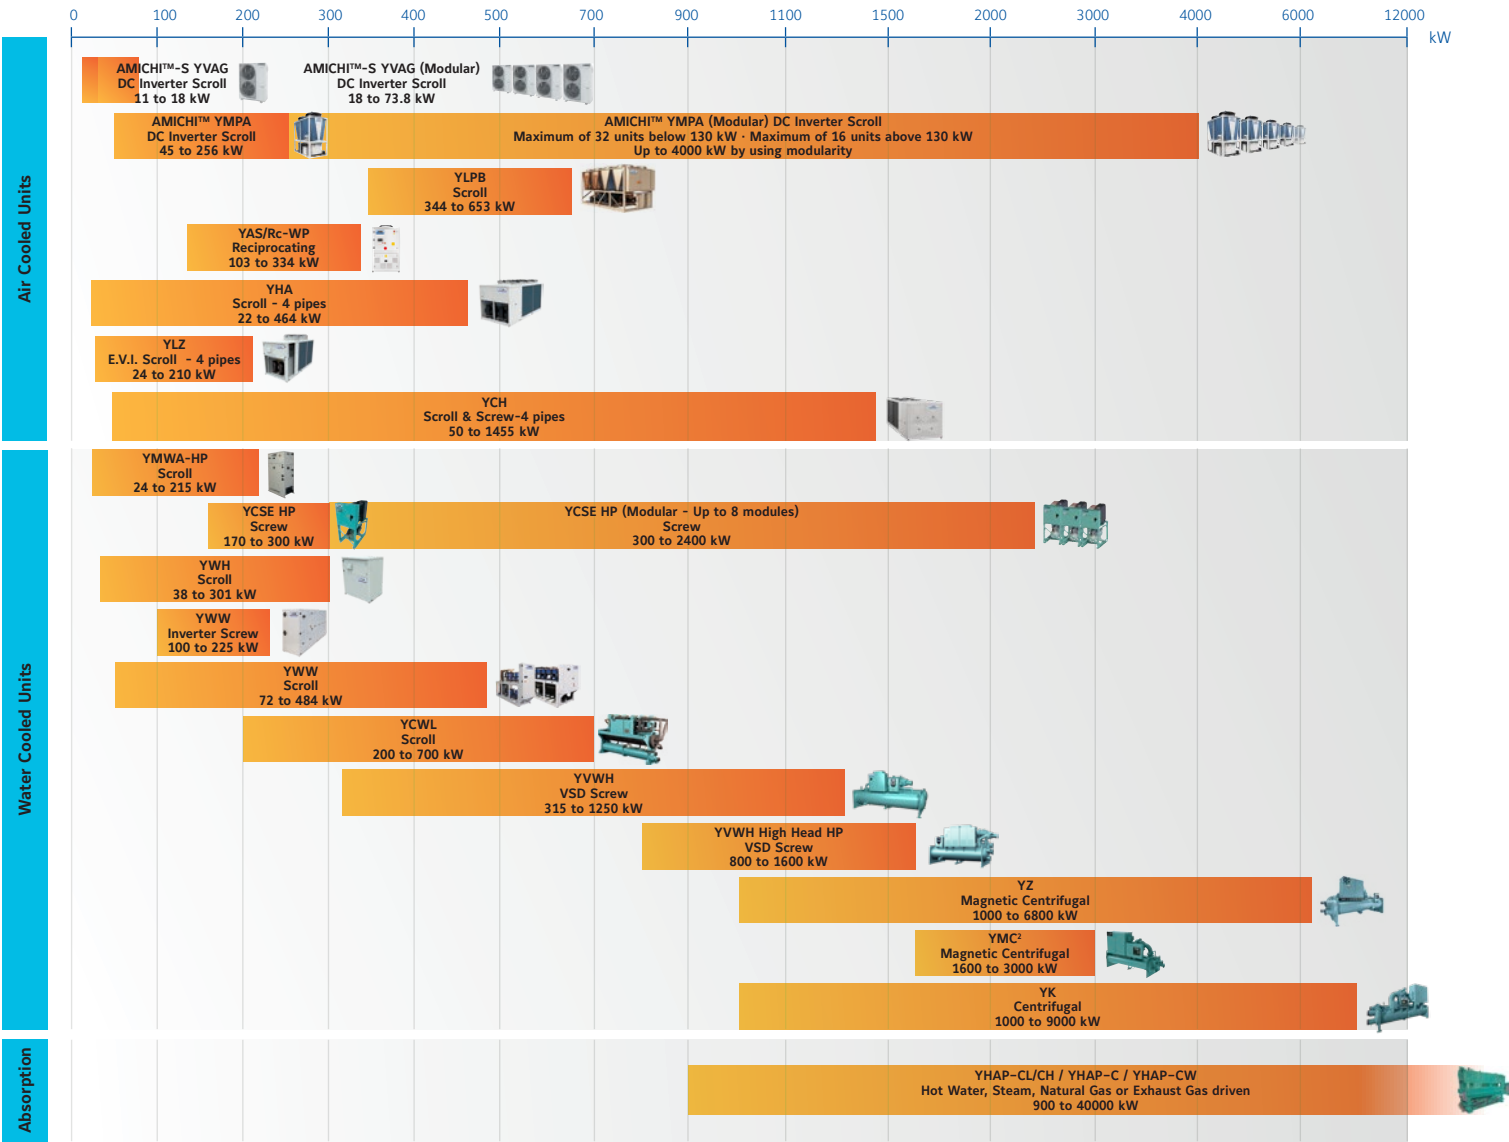 0 100 200 300 400 500 700 900 1100 1500 2000 3000 4000 6000 12000
kW
Air Cooled Units
AMICHI™-S YVAG
DC Inverter Scroll
11 to 18 kW
AMICHI™-S YVAG (Modular)
DC Inverter Scroll
18 to 73.8 kW
AMICHI™ YMPA
DC Inverter Scroll
45 to 256 kW
AMICHI™ YMPA (Modular) DC Inverter Scroll
Maximum of 32 units below 130 kW · Maximum of 16 units above 130 kW
Up to 4000 kW by using modularity
YLPB
Scroll
344 to 653 kW
YAS/Rc-WP
Reciprocating
103 to 334 kW
YHA
Scroll - 4 pipes
22 to 464 kW
YLZ
E.V.I. Scroll - 4 pipes
24 to 210 kW
YCH
Scroll & Screw-4 pipes
50 to 1455 kW
Water Cooled Units
YMWA-HP
Scroll
24 to 215 kW
YCSE HP
Screw
170 to 300 kW
YCSE HP (Modular - Up to 8 modules)
Screw
300 to 2400 kW
YWH
Scroll
38 to 301 kW
YWW
Inverter Screw
100 to 225 kW
YWW
Scroll
72 to 484 kW
YCWL
Scroll
200 to 700 kW
YVWH
VSD Screw
315 to 1250 kW
YVWH High Head HP
VSD Screw
800 to 1600 kW
YZ
Magnetic Centrifugal
1000 to 6800 kW
YMC²
Magnetic Centrifugal
1600 to 3000 kW
YK
Centrifugal
1000 to 9000 kW
Absorption
YHAP-CL/CH / YHAP-C / YHAP-CW
Hot Water, Steam, Natural Gas or Exhaust Gas driven
900 to 40000 kW